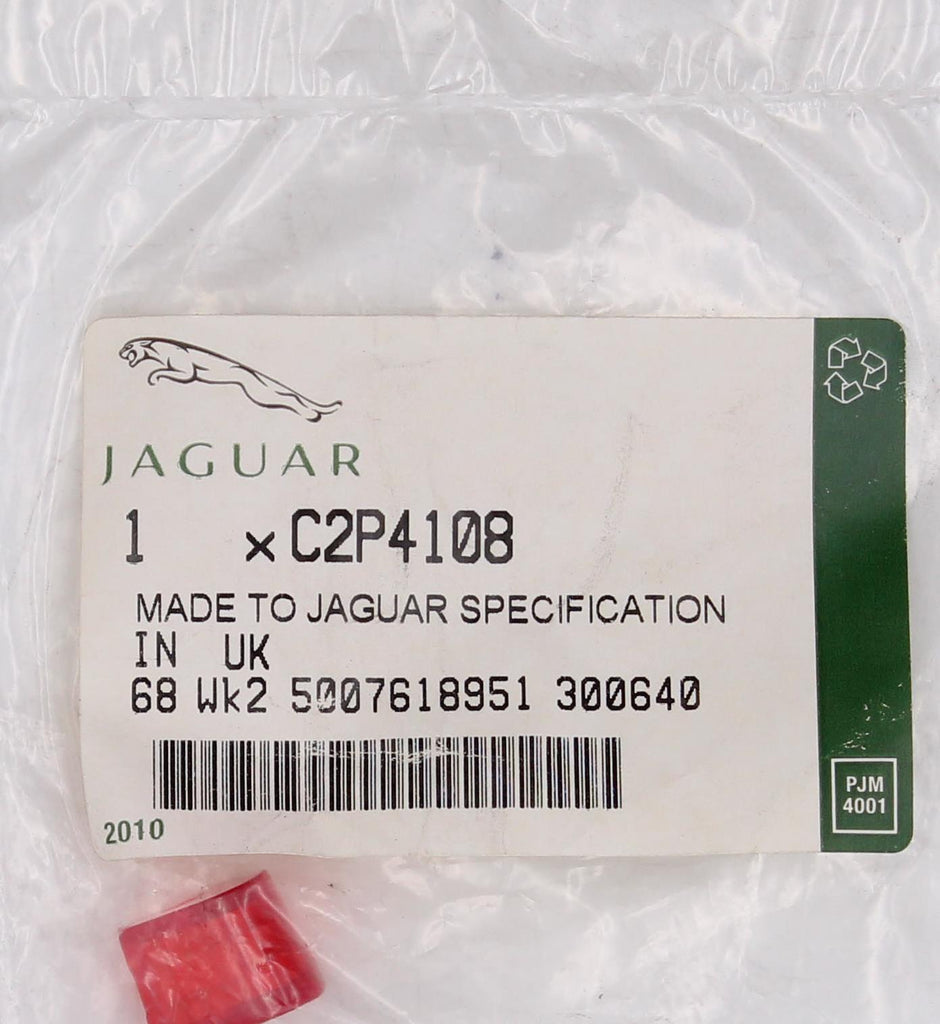 JAGUAR
1 x C2P4108
MADE TO JAGUAR SPECIFICATION
IN UK
68 Wk2 5007618951 300640
2010
PJM
4001